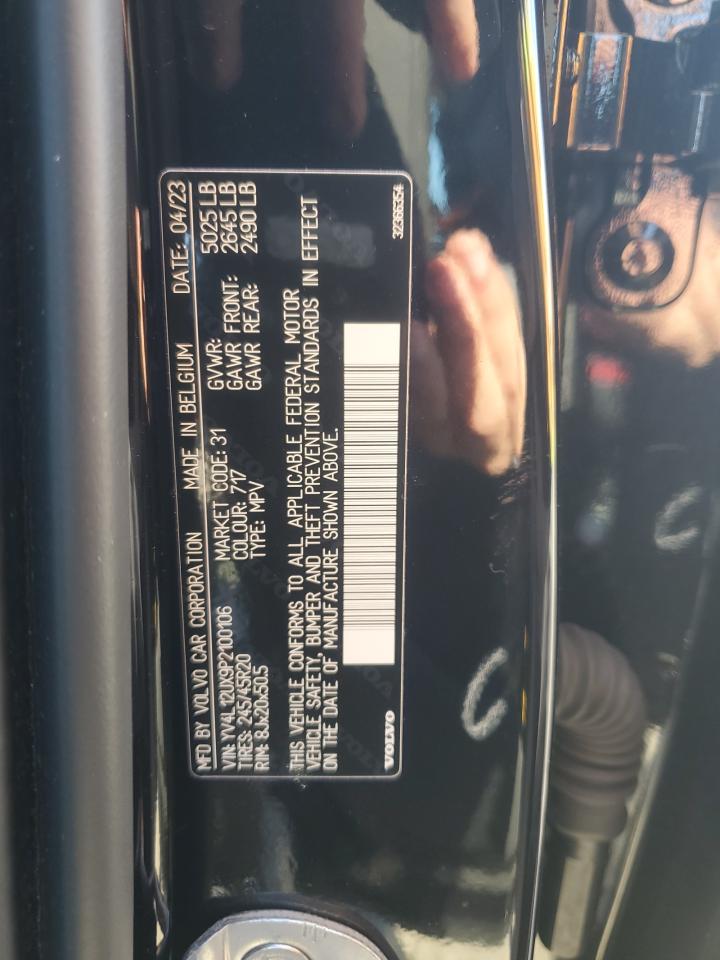 MFD BY VOLVO CAR CORPORATION MADE IN BELGIUM DATE: 04/23
VIN: YV4L12UX9P2100106 MARKET CODE: 31 GVWR: 5025 LB
TIRES: 245/45R20 COLOUR: 717 GAWR FRONT: 2645 LB
RIM: 8Jx20x50.5 TYPE: MPV GAWR REAR: 2490 LB
THIS VEHICLE CONFORMS TO ALL APPLICABLE FEDERAL MOTOR
VEHICLE SAFETY, BUMPER AND THEFT PREVENTION STANDARDS IN EFFECT
ON THE DATE OF MANUFACTURE SHOWN ABOVE.
VOLVO 32366354